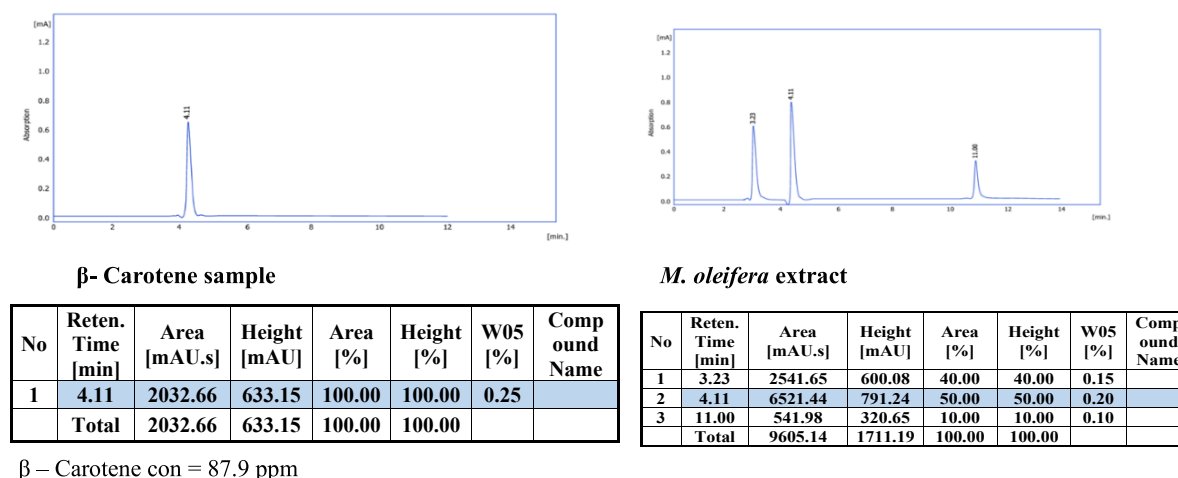 [mA]
1.2
1.0
0.8
0.6
0.4
0.2
0.0
Absorption
4.11
0 2 4 6 8 10 12 14
[min.]
β- Carotene sample
No Reten. Time [min] Area [mAU.s] Height [mAU] Area [%] Height [%] W05 [%] Comp ound Name
1 4.11 2032.66 633.15 100.00 100.00 0.25
Total 2032.66 633.15 100.00 100.00
β – Carotene con = 87.9 ppm
[mA]
1.2
1.0
0.8
0.6
0.4
0.2
0.0
Absorption
3.23
4.11
11.00
0 2 4 6 8 10 12 14
[min.]
M. oleifera extract
No Reten. Time [min] Area [mAU.s] Height [mAU] Area [%] Height [%] W05 [%] Comp ound Name
1 3.23 2541.65 600.08 40.00 40.00 0.15
2 4.11 6521.44 791.24 50.00 50.00 0.20
3 11.00 541.98 320.65 10.00 10.00 0.10
Total 9605.14 1711.19 100.00 100.00